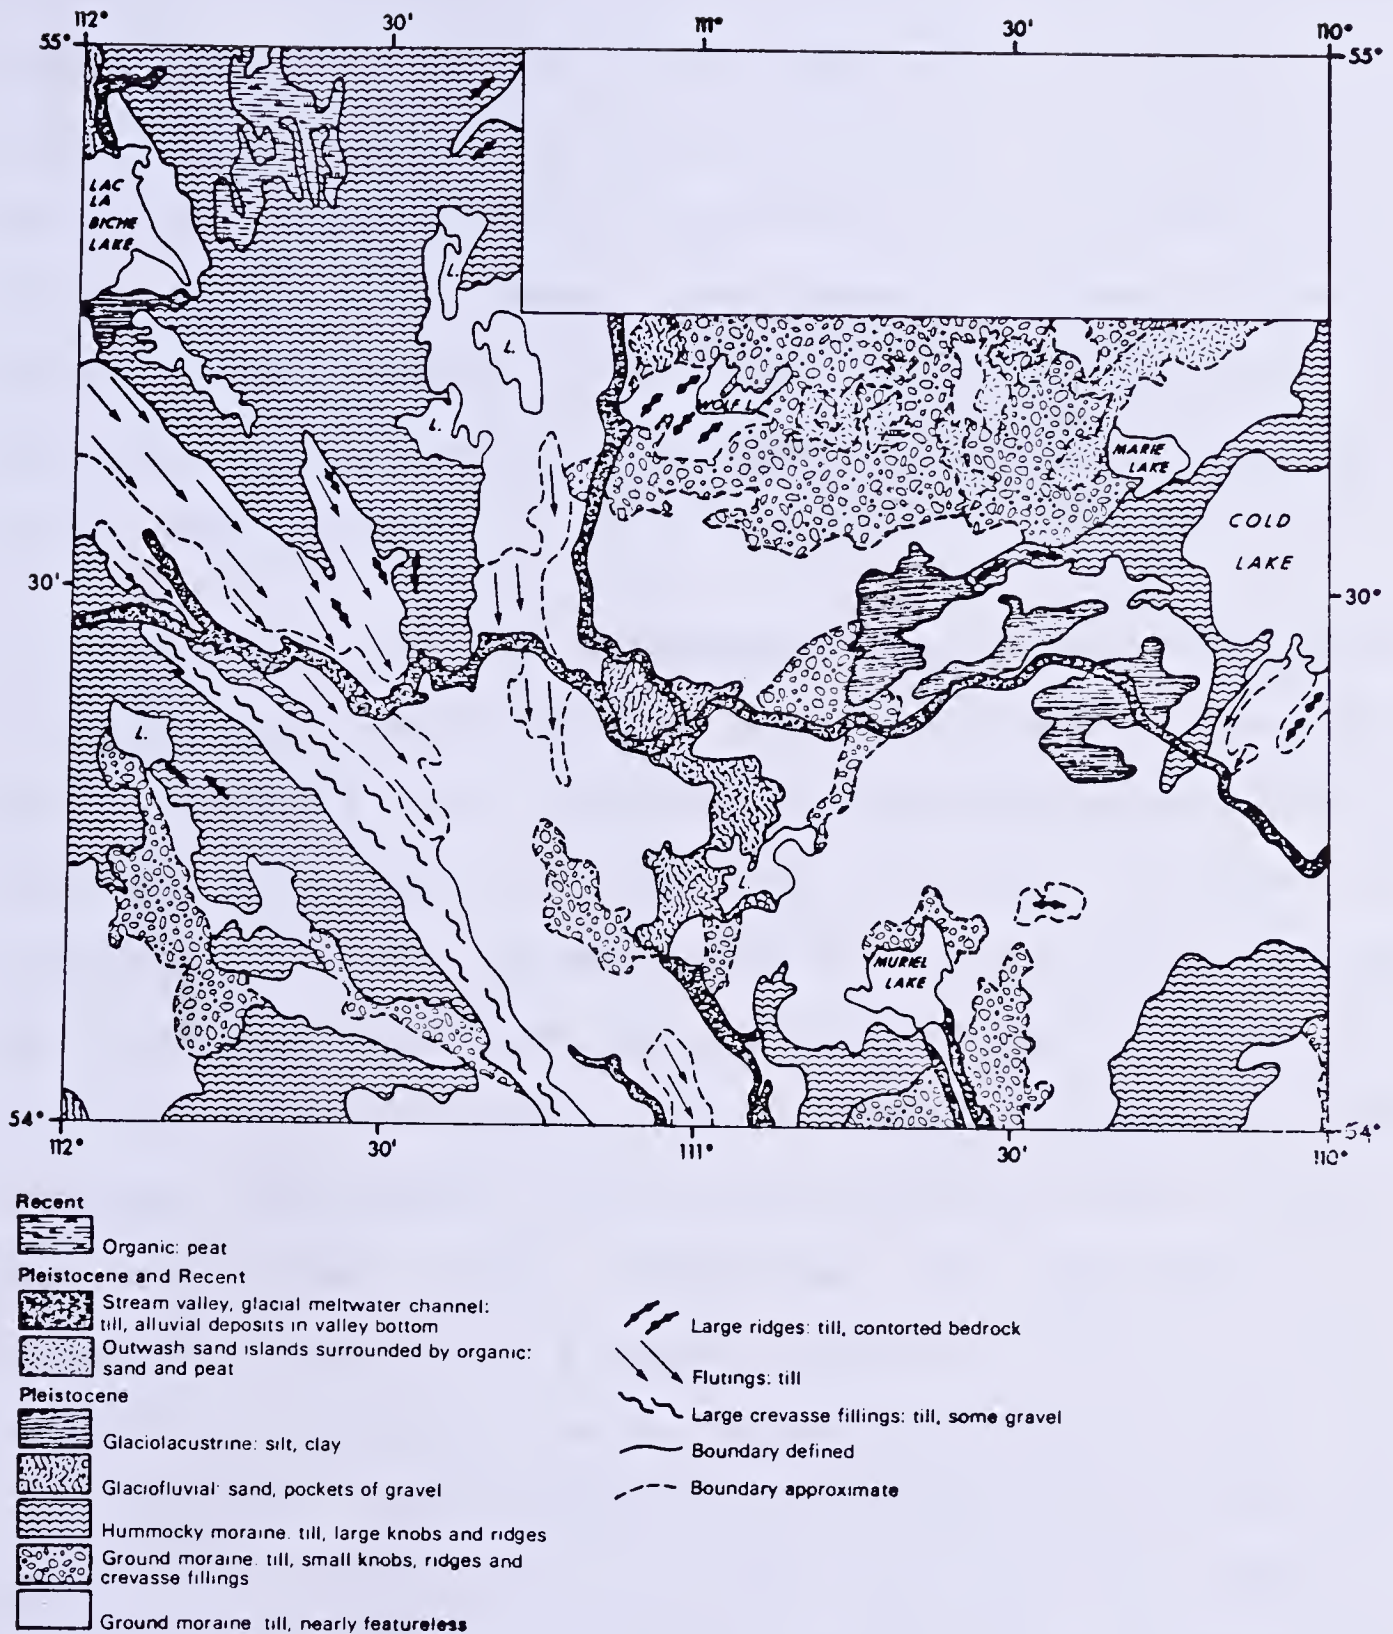 112° 30' 111° 30' 110°
55° 55°
LAC
LA
BICHE
LAKE
L.
L.
L.
WOLF L.
MARIE
LAKE
COLD
LAKE
30' 30°
L.
L.
MURIEL
LAKE
54° 54°
112° 30' 111° 30' 110°
Recent
Organic: peat
Pleistocene and Recent
Stream valley, glacial meltwater channel:
till, alluvial deposits in valley bottom
Outwash sand islands surrounded by organic:
sand and peat
Pleistocene
Glaciolacustrine: silt, clay
Glaciofluvial: sand, pockets of gravel
Hummocky moraine. till, large knobs and ridges
Ground moraine. till, small knobs, ridges and
crevasse fillings
Ground moraine till, nearly featureless
Large ridges: till, contorted bedrock
Flutings: till
Large crevasse fillings: till, some gravel
Boundary defined
Boundary approximate